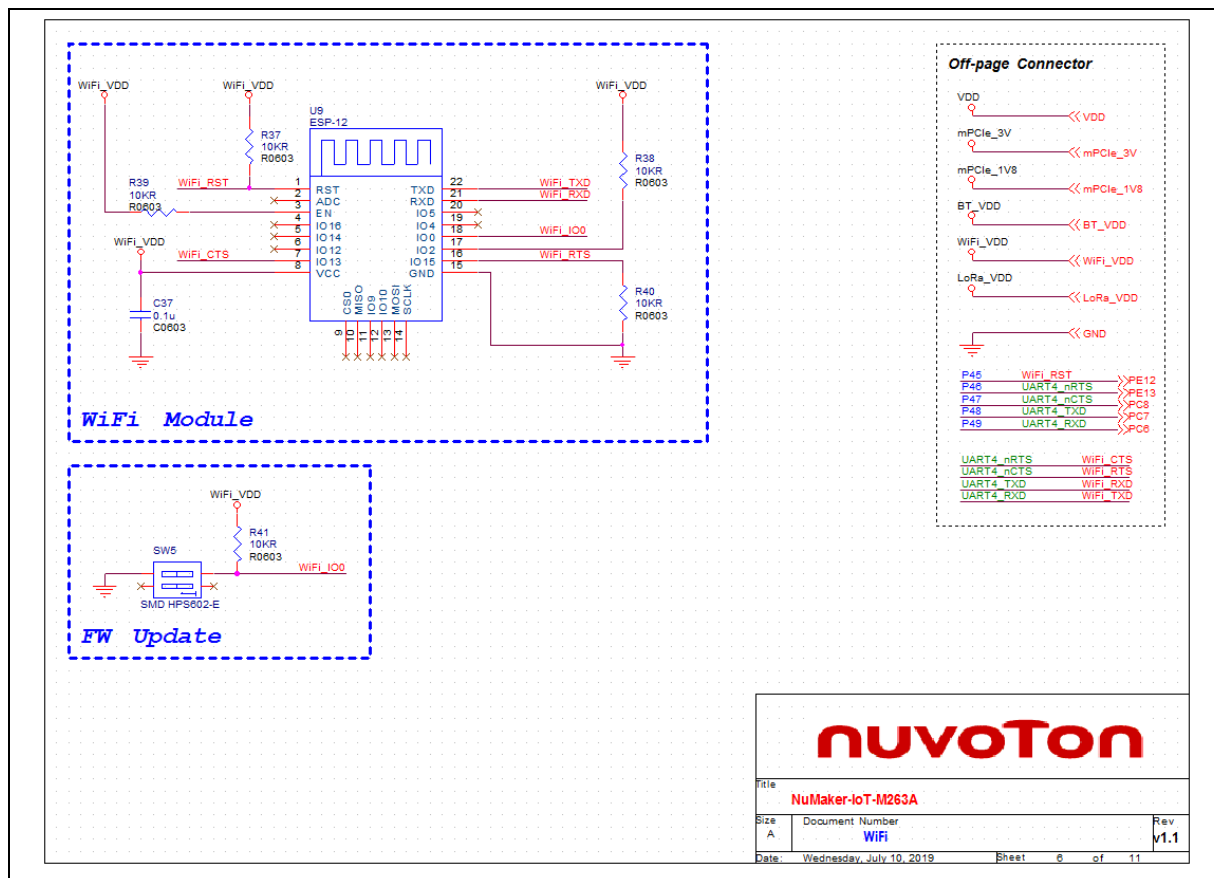 WiFi_VDD
WiFi_VDD
WiFi_VDD
U9
ESP-12
R37
10KR
R0603
R38
10KR
R0603
R39
10KR
R0603
WiFi_RST
WiFi_VDD
WiFi_CTS
C37
0.1u
C0603
1 RST
2 ADC
3 EN
4 IO16
5 IO14
6 IO12
7 IO13
8 VCC
TXD 22
RXD 21
IO5 20
IO4 19
IO0 18
IO2 17
IO15 16
GND 15
CS0 9
MISO 10
IO9 11
IO10 12
MOSI 13
SCLK 14
WiFi_TXD
WiFi_RXD
WiFi_IO0
WiFi_RTS
R40
10KR
R0603
WiFi Module
WiFi_VDD
R41
10KR
R0603
SW5
WiFi_IO0
SMD HPS602-E
FW Update
Off-page Connector
VDD
VDD
mPCIe_3V
mPCIe_3V
mPCIe_1V8
mPCIe_1V8
BT_VDD
BT_VDD
WiFi_VDD
WiFi_VDD
LoRa_VDD
LoRa_VDD
GND
P45 WiFi_RST PE12
P46 UART4_nRTS PE13
P47 UART4_nCTS PC8
P48 UART4_TXD PC7
P49 UART4_RXD PC6
UART4_nRTS WiFi_CTS
UART4_nCTS WiFi_RTS
UART4_TXD WiFi_RXD
UART4_RXD WiFi_TXD
nuvoTon
Title
NuMaker-IoT-M263A
Size Document Number Rev
A WiFi v1.1
Date: Wednesday, July 10, 2019 Sheet 6 of 11